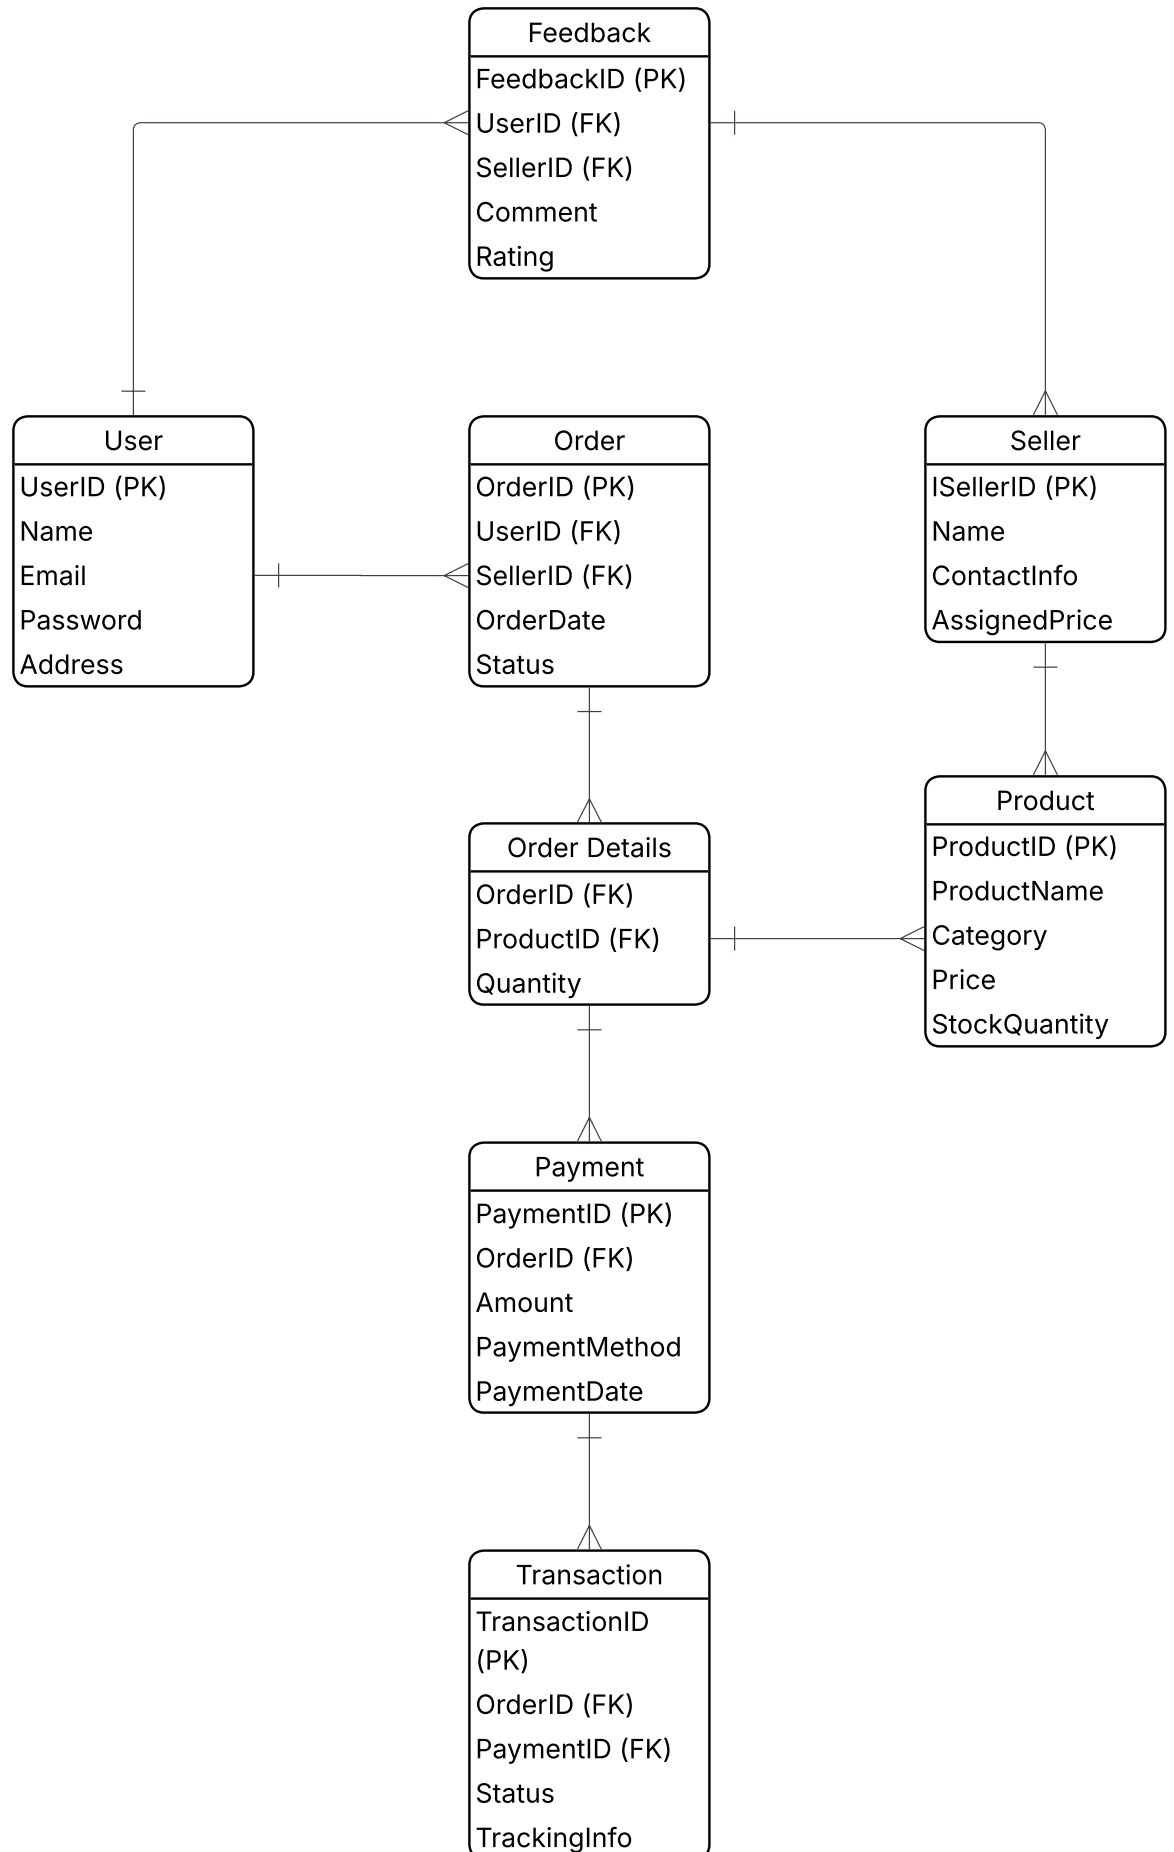 Feedback
FeedbackID (PK)
UserID (FK)
SellerID (FK)
Comment
Rating
User
UserID (PK)
Name
Email
Password
Address
Order
OrderID (PK)
UserID (FK)
SellerID (FK)
OrderDate
Status
Seller
ISellerID (PK)
Name
ContactInfo
AssignedPrice
Order Details
OrderID (FK)
ProductID (FK)
Quantity
Product
ProductID (PK)
ProductName
Category
Price
StockQuantity
Payment
PaymentID (PK)
OrderID (FK)
Amount
PaymentMethod
PaymentDate
Transaction
TransactionID
(PK)
OrderID (FK)
PaymentID (FK)
Status
TrackingInfo